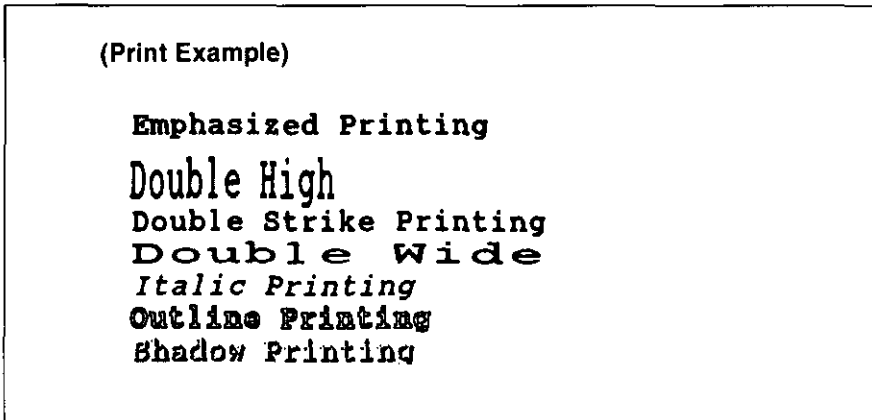 (Print Example)
Emphasized Printing
Double High
Double Strike Printing
Double Wide
Italic Printing
Outline Printing
Shadow Printing